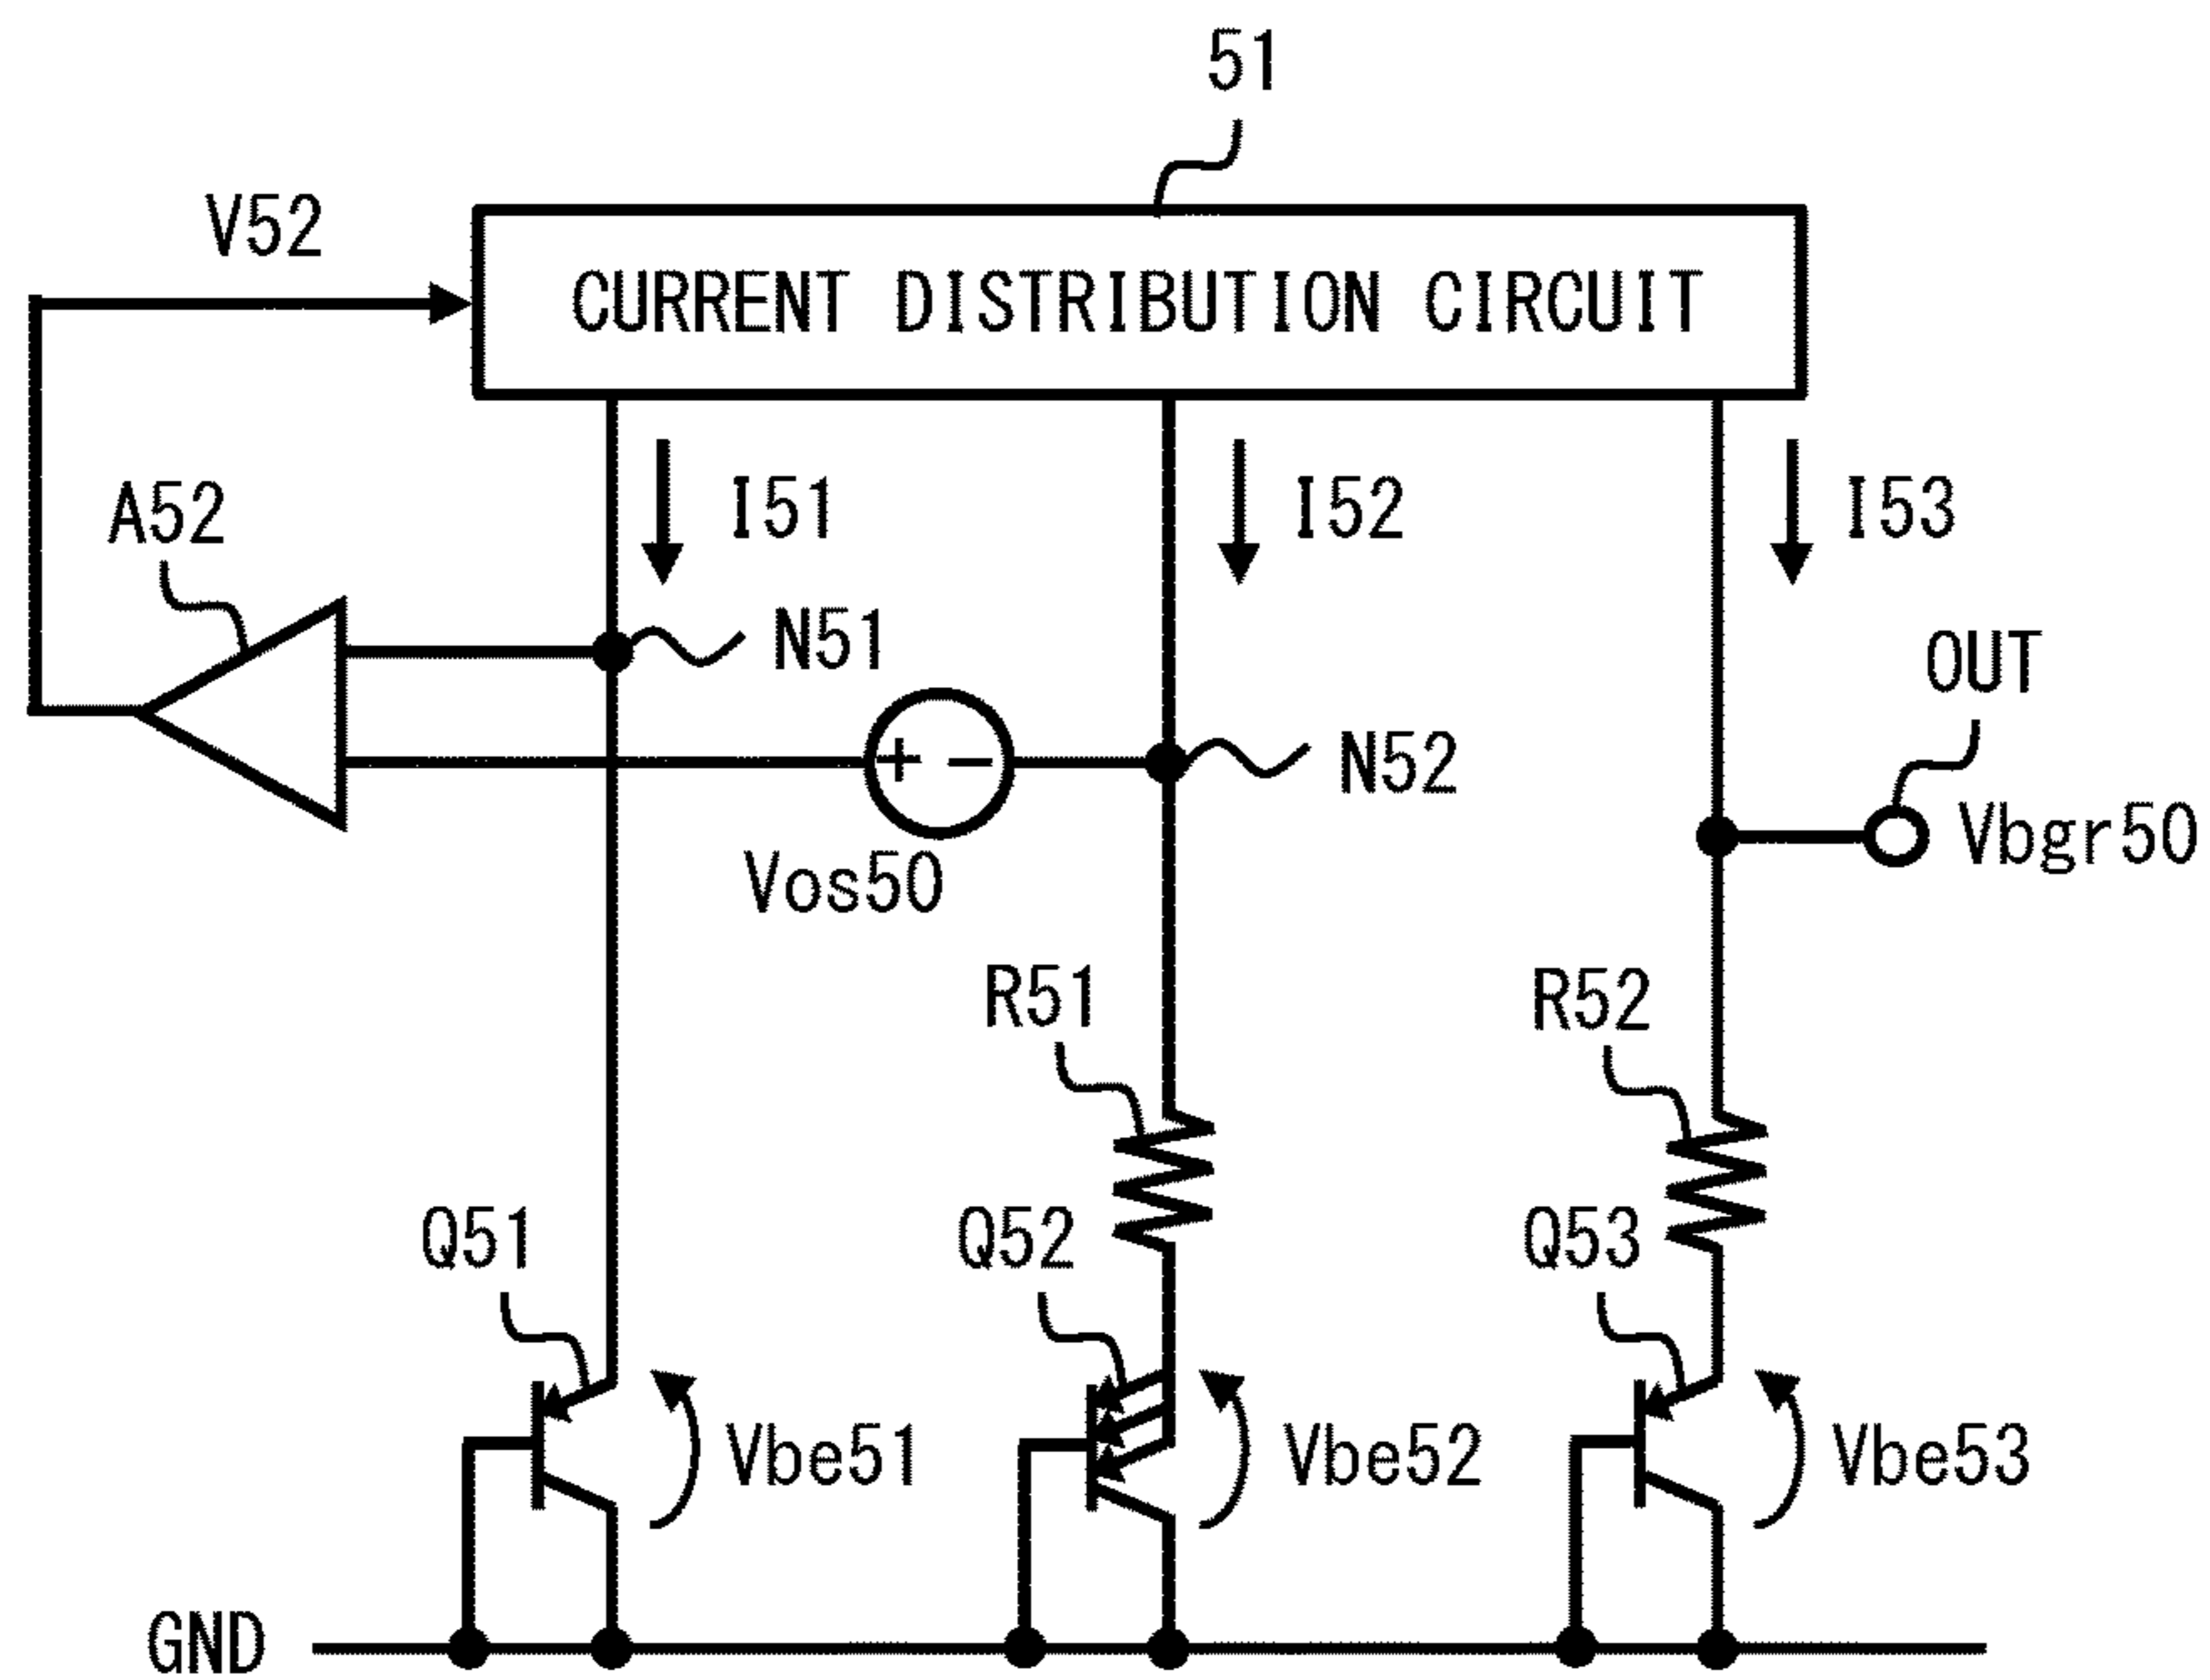 51
V52
CURRENT DISTRIBUTION CIRCUIT
A52
I51
I52
I53
N51
OUT
N52
+ −
Vbgr50
Vos50
R51
R52
Q51
Q52
Q53
Vbe51
Vbe52
Vbe53
GND